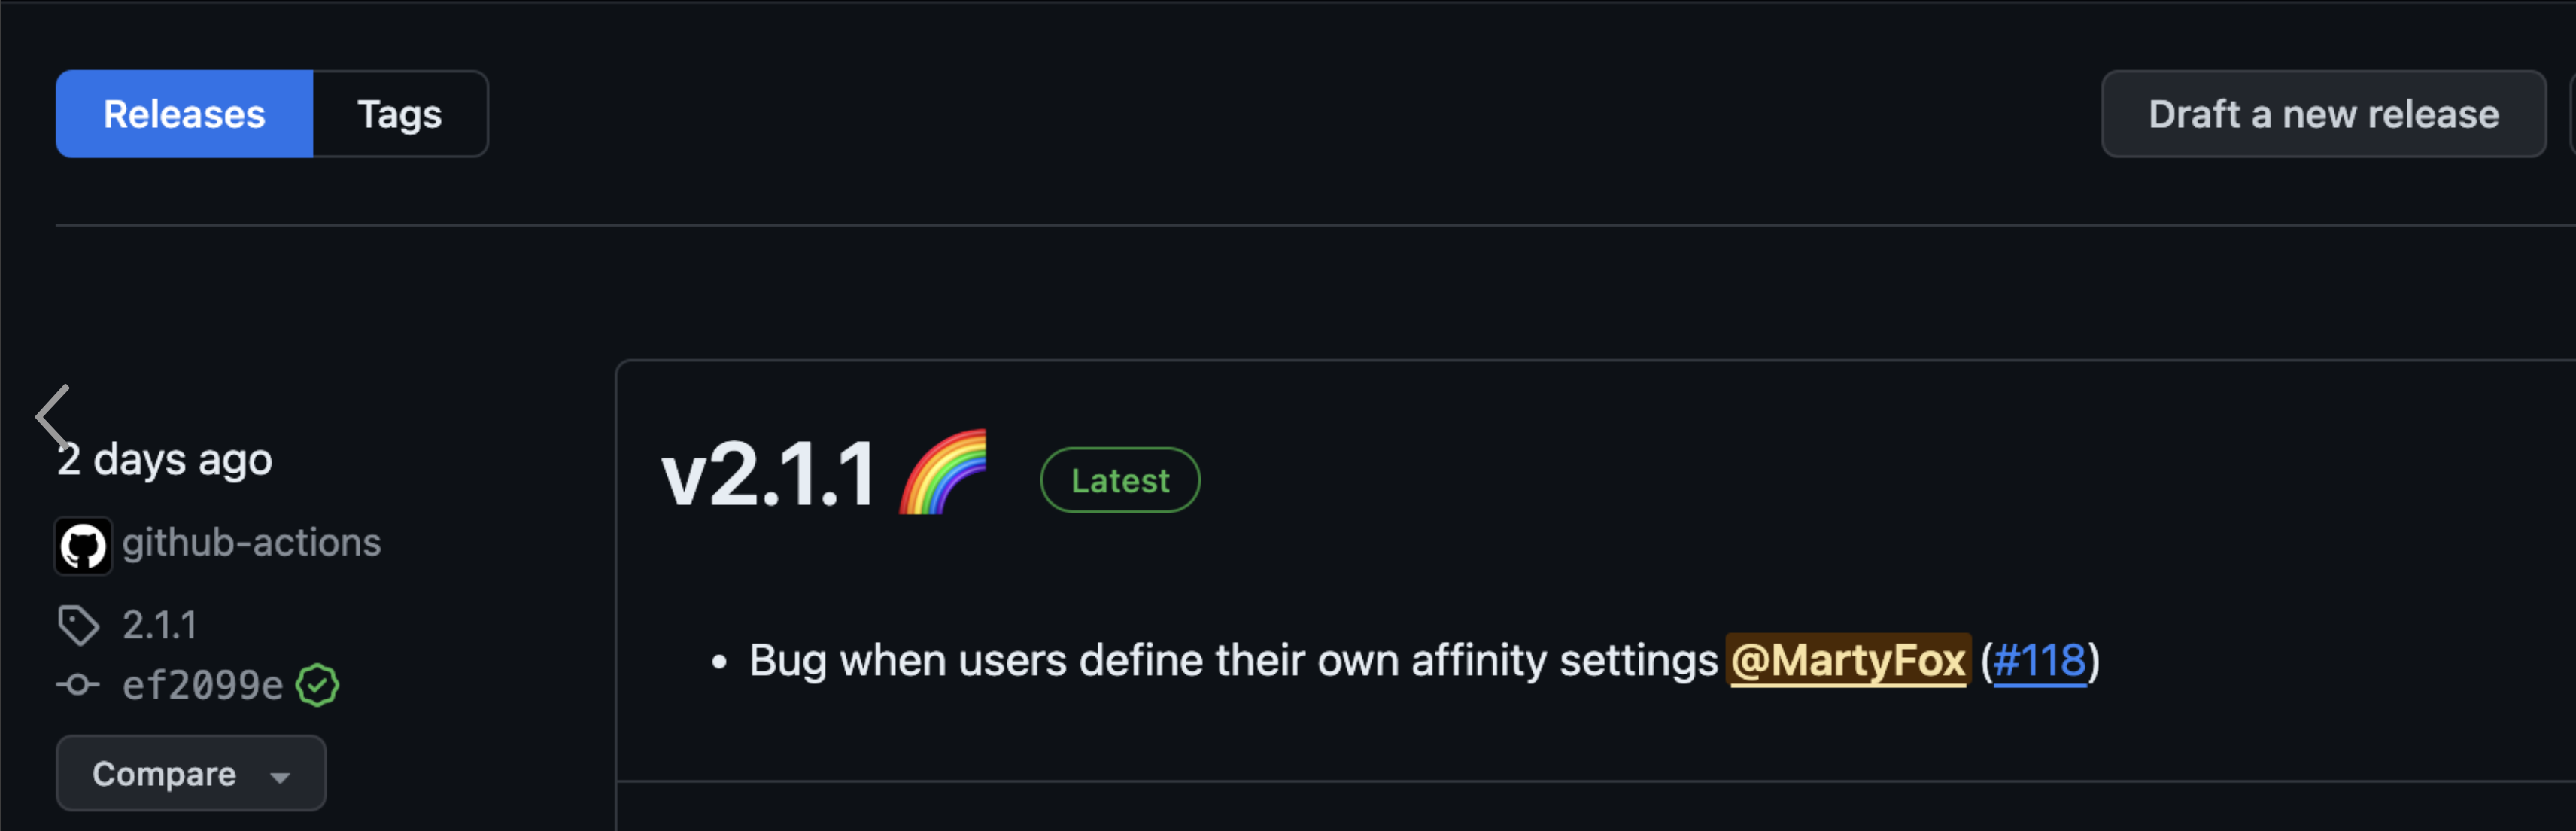 Releases Tags Draft a new release
2 days ago
github-actions
2.1.1
ef2099e
Compare
v2.1.1 🌈 Latest
• Bug when users define their own affinity settings @MartyFox (#118)